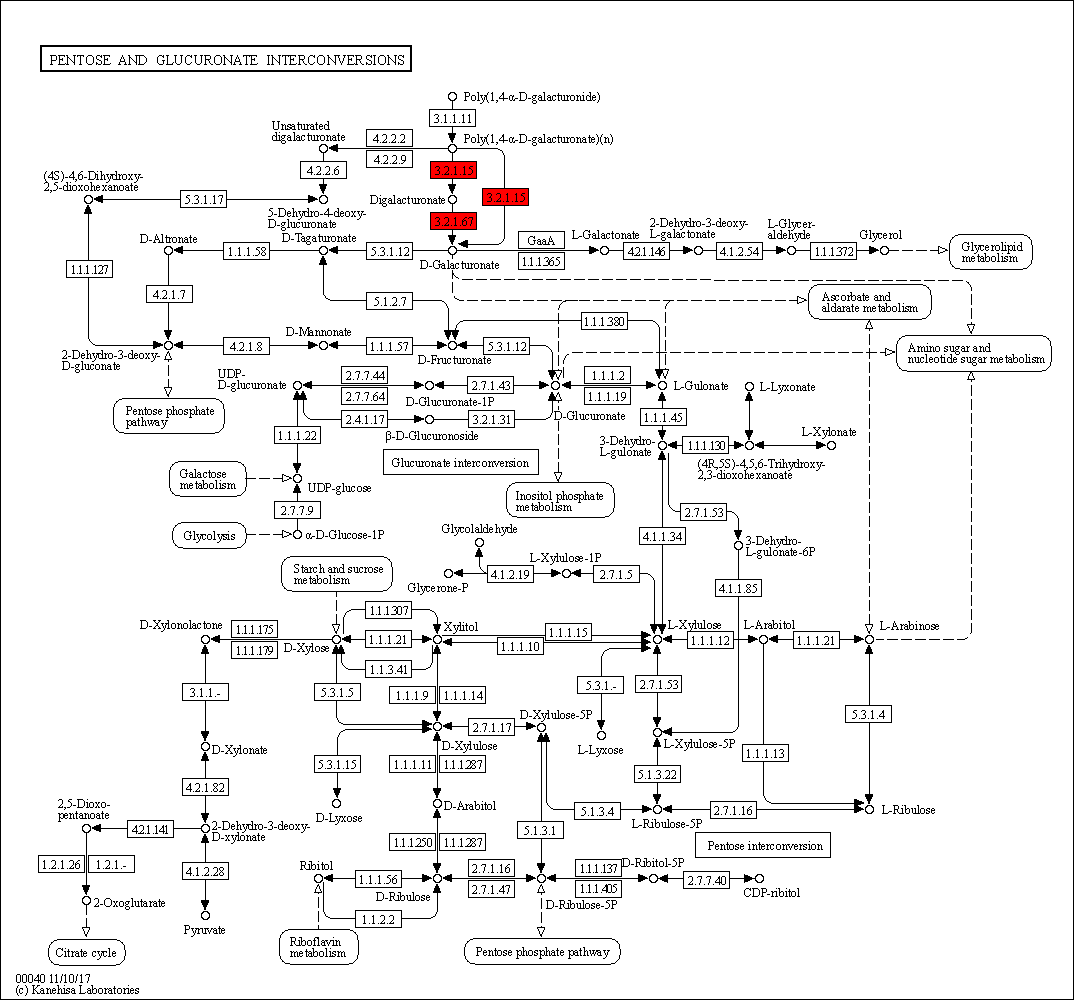 PENTOSE AND GLUCURONATE INTERCONVERSIONS
Poly(1,4-α-D-galacturonide)
3.1.1.11
Unsaturated
digalacturonate
4.2.2.2
Poly(1,4-α-D-galacturonate)(n)
4.2.2.9
4.2.2.6
3.2.1.15
(4S)-4,6-Dihydroxy-
2,5-dioxohexanoate
5.3.1.17
Digalacturonate
3.2.1.15
5-Dehydro-4-deoxy-
D-glucuronate
3.2.1.67
D-Altronate
1.1.1.58
D-Tagaturonate
5.3.1.12
D-Galacturonate
GaaA
1.1.1365
L-Galactonate
4.2.1.146
2-Dehydro-3-deoxy-
L-galactonate
4.1.2.54
L-Glycer-
aldehyde
1.1.1372
Glycerol
Glycerolipid
metabolism
1.1.1.127
4.2.1.7
5.1.2.7
Ascorbate and
aldarate metabolism
1.1.1.380
2-Dehydro-3-deoxy-
D-gluconate
4.2.1.8
D-Mannonate
1.1.1.57
D-Fructuronate
5.3.1.12
Amino sugar and
nucleotide sugar metabolism
UDP-
D-glucuronate
2.7.7.44
2.7.7.64
D-Glucuronate-1P
2.7.1.43
D-Glucuronate
1.1.1.2
1.1.1.19
L-Gulonate
L-Lyxonate
Pentose phosphate
pathway
2.4.1.17
β-D-Glucuronoside
3.2.1.31
1.1.1.45
1.1.1.22
3-Dehydro-
L-gulonate
1.1.1.130
L-Xylonate
(4R,5S)-4,5,6-Trihydroxy-
2,3-dioxohexanoate
Glucuronate interconversion
Galactose
metabolism
UDP-glucose
Inositol phosphate
metabolism
2.7.7.9
2.7.1.53
Glycolysis
α-D-Glucose-1P
Glycolaldehyde
4.1.1.34
3-Dehydro-
L-gulonate-6P
Starch and sucrose
metabolism
Glycerone-P
4.1.2.19
L-Xylulose-1P
2.7.1.5
4.1.1.85
1.1.1307
D-Xylonolactone
1.1.1.175
1.1.1.179
D-Xylose
1.1.1.21
Xylitol
1.1.1.15
1.1.1.10
L-Xylulose
1.1.1.12
L-Arabitol
1.1.1.21
L-Arabinose
1.1.3.41
3.1.1.-
5.3.1.5
1.1.1.9
1.1.1.14
5.3.1.-
2.7.1.53
5.3.1.4
D-Xylonate
D-Xylulose
2.7.1.17
D-Xylulose-5P
L-Lyxose
L-Xylulose-5P
1.1.1.13
5.3.1.15
1.1.1.11
1.1.1287
5.1.3.22
4.2.1.82
2,5-Dioxo-
pentanoate
D-Lyxose
D-Arabitol
5.1.3.4
L-Ribulose-5P
2.7.1.16
L-Ribulose
4.2.1.141
2-Dehydro-3-deoxy-
D-xylonate
1.1.1250
1.1.1287
5.1.3.1
Pentose interconversion
1.2.1.26
1.2.1.-
4.1.2.28
Ribitol
1.1.1.56
D-Ribulose
2.7.1.16
2.7.1.47
D-Ribulose-5P
1.1.1.137
1.1.1.405
D-Ribitol-5P
2.7.7.40
CDP-ribitol
2-Oxoglutarate
Pyruvate
1.1.2.2
Citrate cycle
Riboflavin
metabolism
Pentose phosphate pathway
00040 11/10/17
(c) Kanehisa Laboratories